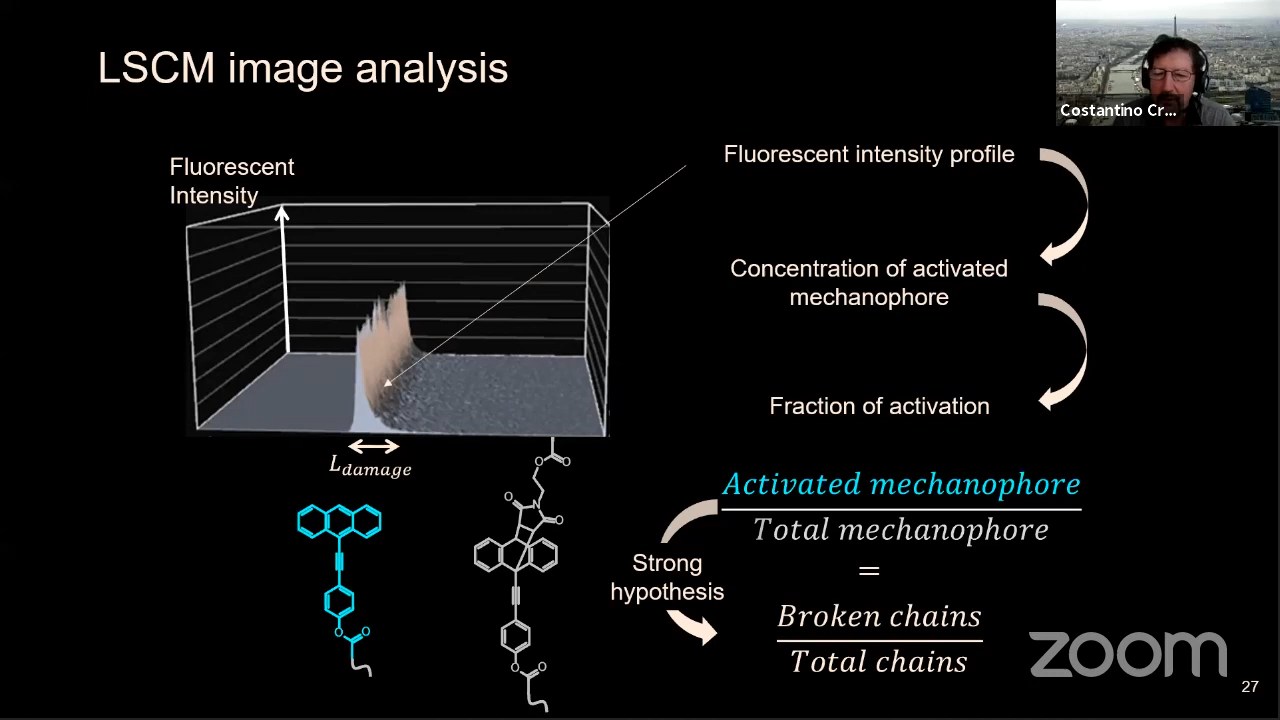 LSCM image analysis
Costantino Cr...
Fluorescent
Intensity
Fluorescent intensity profile
Concentration of activated
mechanophore
Fraction of activation
L_damage
O
O
O
N
O
O
O
O
O
O
Strong
hypothesis
Activated mechanophore
Total mechanophore
=
Broken chains
Total chains
zoom
27